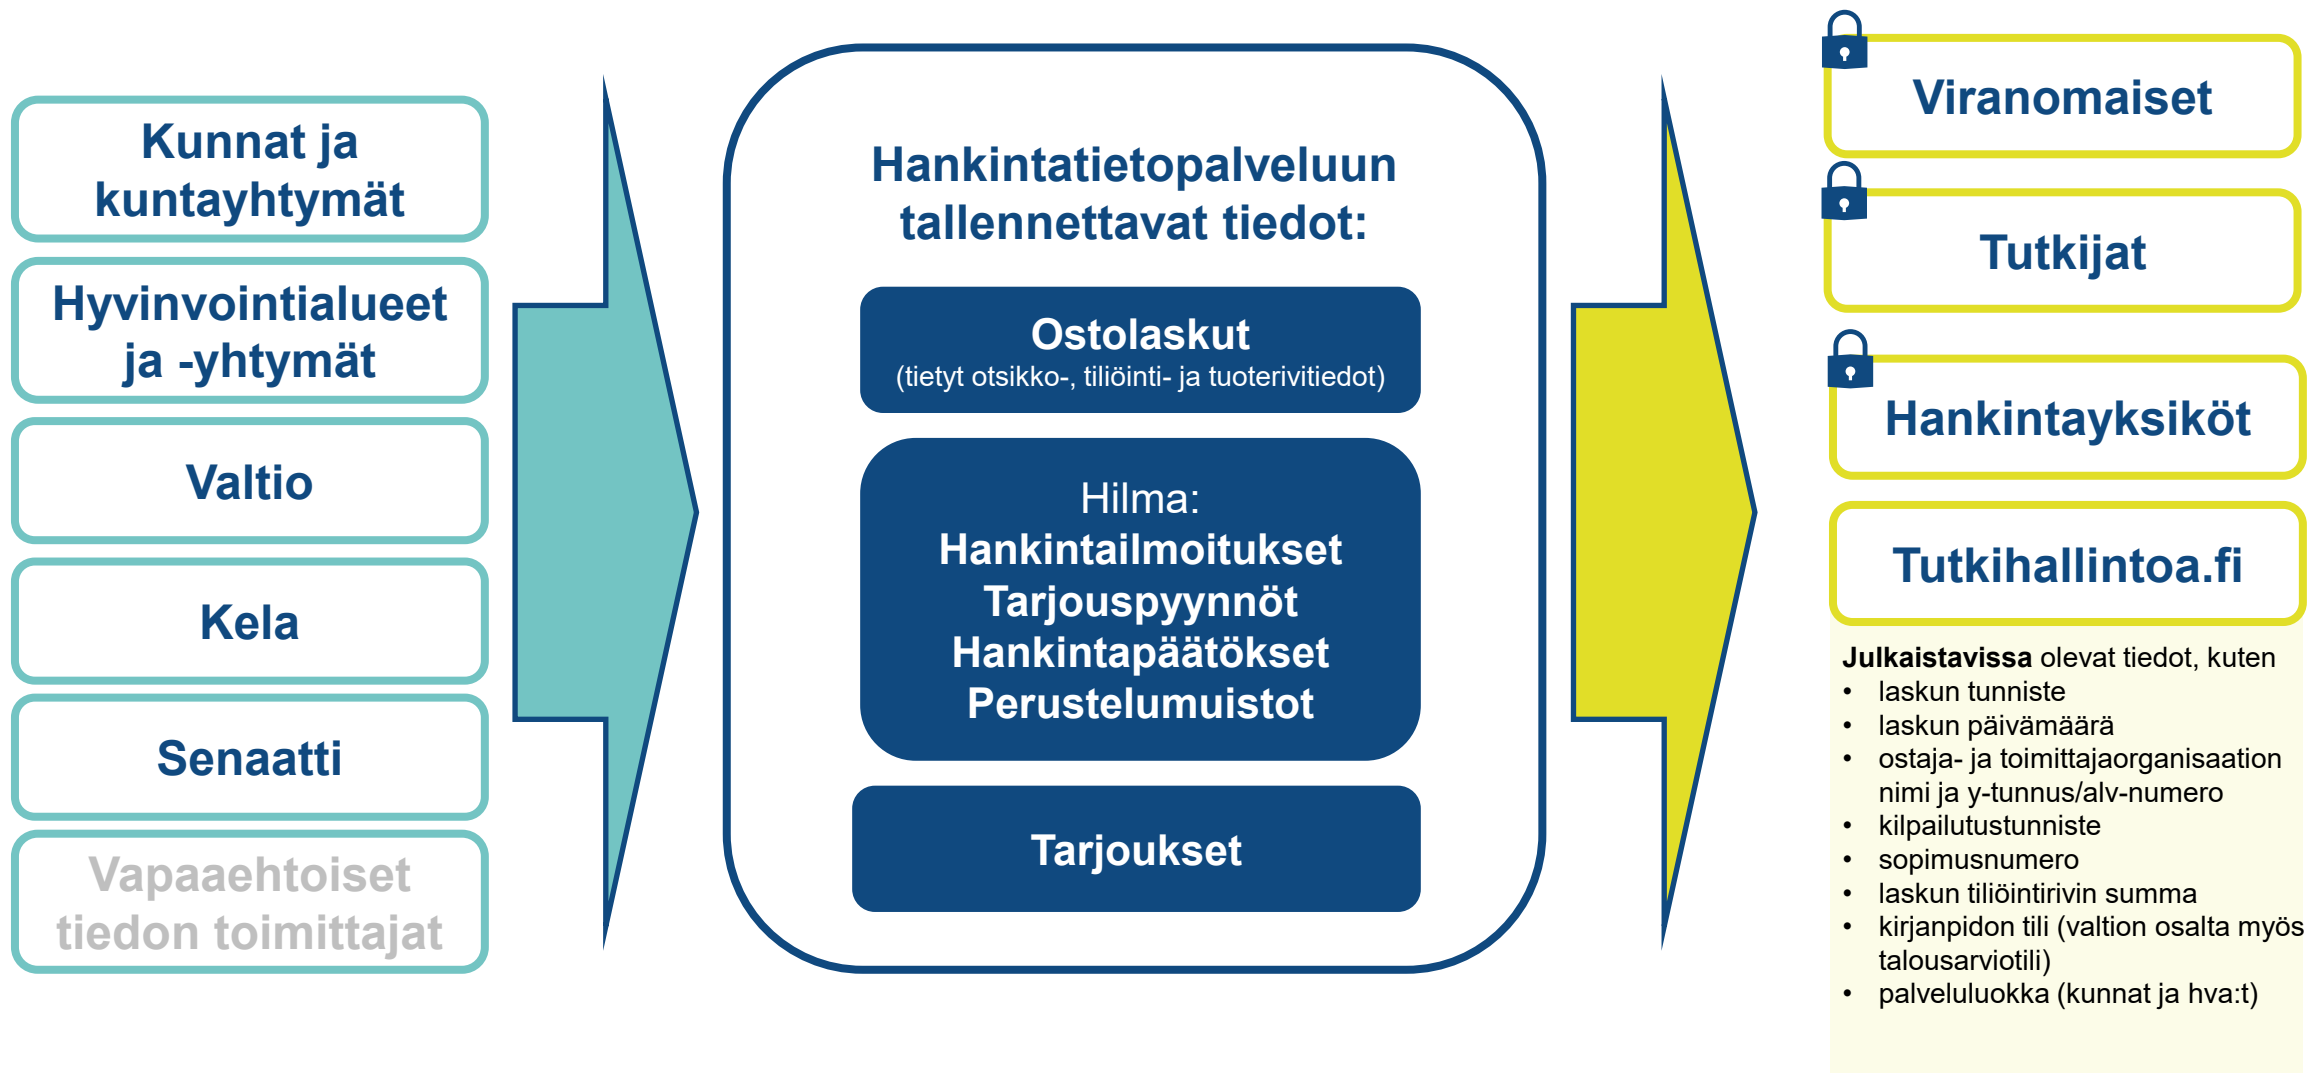 Kunnat ja
kuntayhtymät
Hyvinvointialueet
ja -yhtymät
Valtio
Kela
Senaatti
Vapaaehtoiset
tiedon toimittajat
Hankintatietopalveluun
tallennettavat tiedot:
Ostolaskut
(tietyt otsikko-, tiliöinti- ja tuoterivitiedot)
Hilma:
Hankintailmoitukset
Tarjouspyynnöt
Hankintapäätökset
Perustelumuistot
Tarjoukset
Viranomaiset
Tutkijat
Hankintayksiköt
Tutkihallintoa.fi
Julkaistavissa olevat tiedot, kuten
• laskun tunniste
• laskun päivämäärä
• ostaja- ja toimittajaorganisaation
nimi ja y-tunnus/alv-numero
• kilpailutustunniste
• sopimusnumero
• laskun tiliöintirivin summa
• kirjanpidon tili (valtion osalta myös
talousarviotili)
• palveluluokka (kunnat ja hva:t)